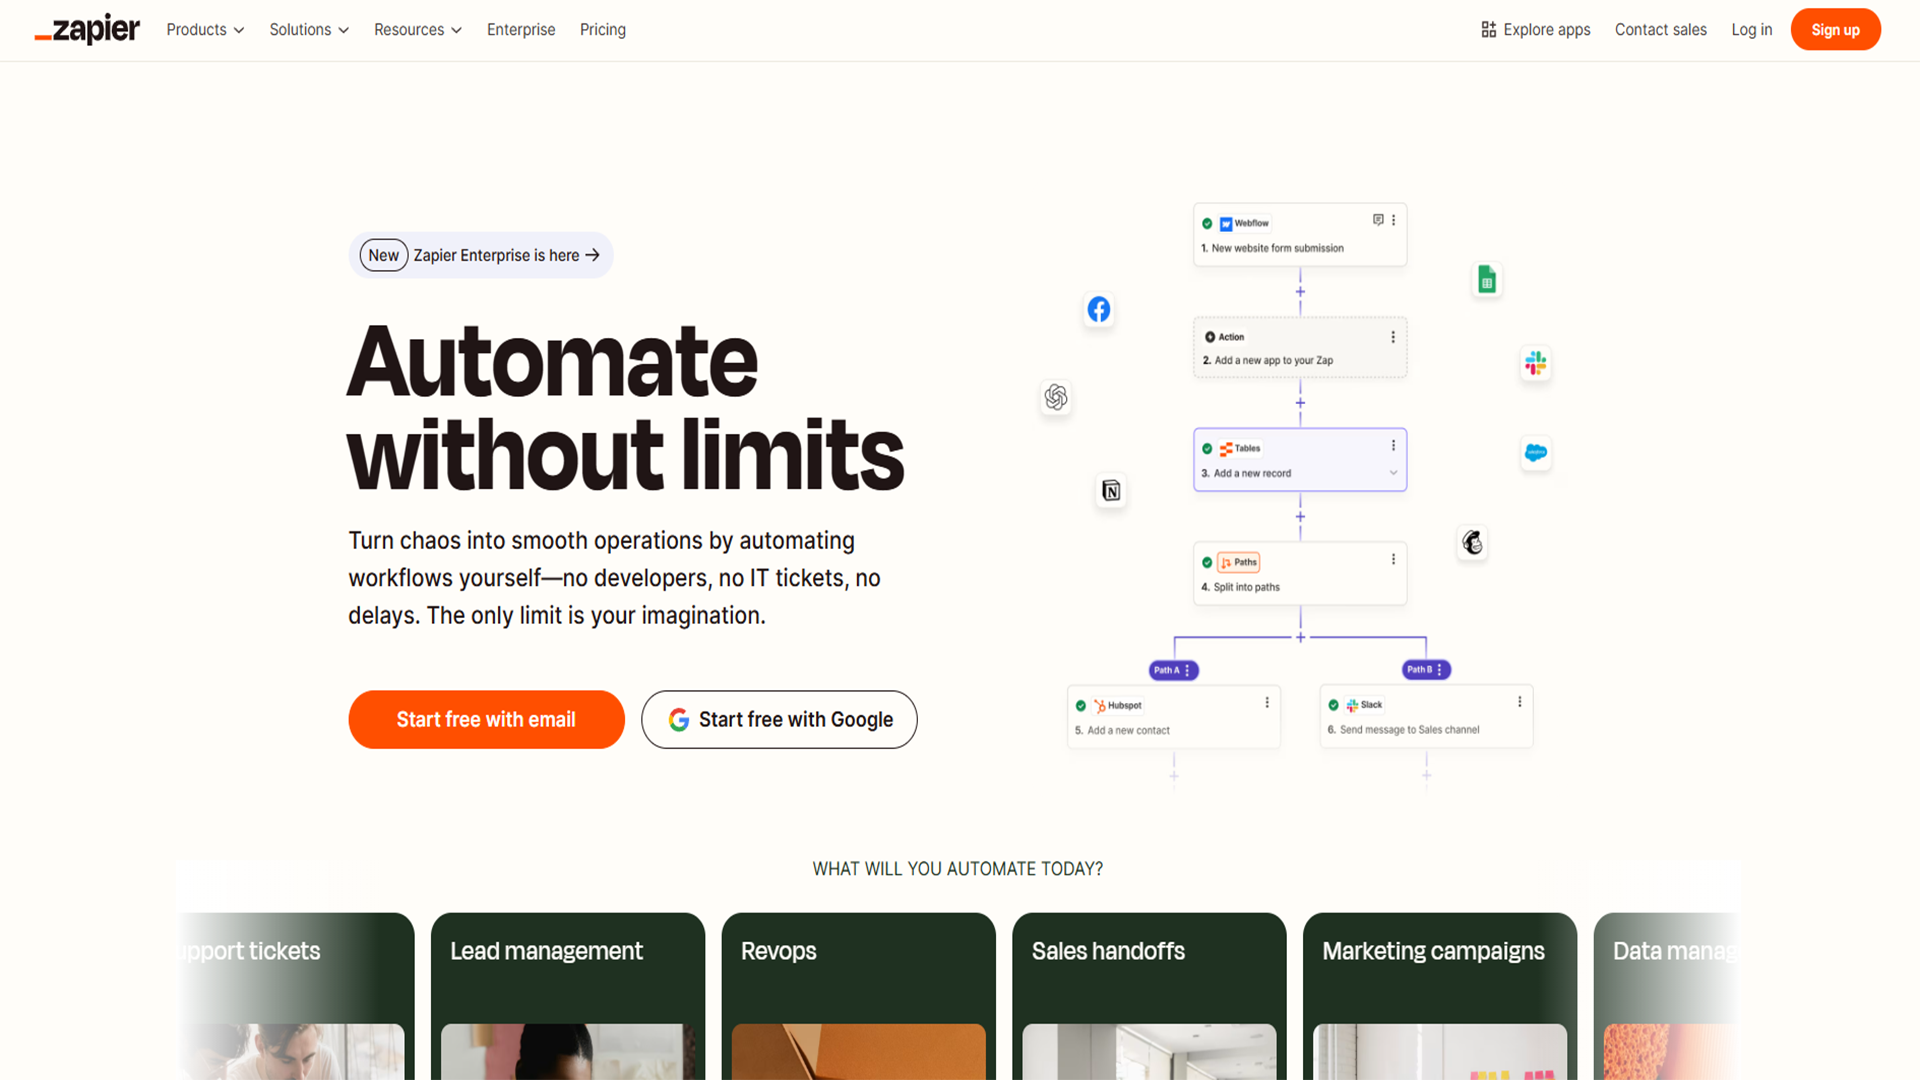 zapier
Products
Solutions
Resources
Enterprise
Pricing
Explore apps
Contact sales
Log in
Sign up
New Zapier Enterprise is here →
Automate
without limits
Turn chaos into smooth operations by automating
workflows yourself—no developers, no IT tickets, no
delays. The only limit is your imagination.
Start free with email
Start free with Google
Webflow
1. New website form submission
Action
2. Add a new app to your Zap
Tables
3. Add a new record
Paths
4. Split into paths
Path A
Path B
Hubspot
5. Add a new contact
Slack
6. Send message to Sales channel
WHAT WILL YOU AUTOMATE TODAY?
upport tickets
Lead management
Revops
Sales handoffs
Marketing campaigns
Data manag